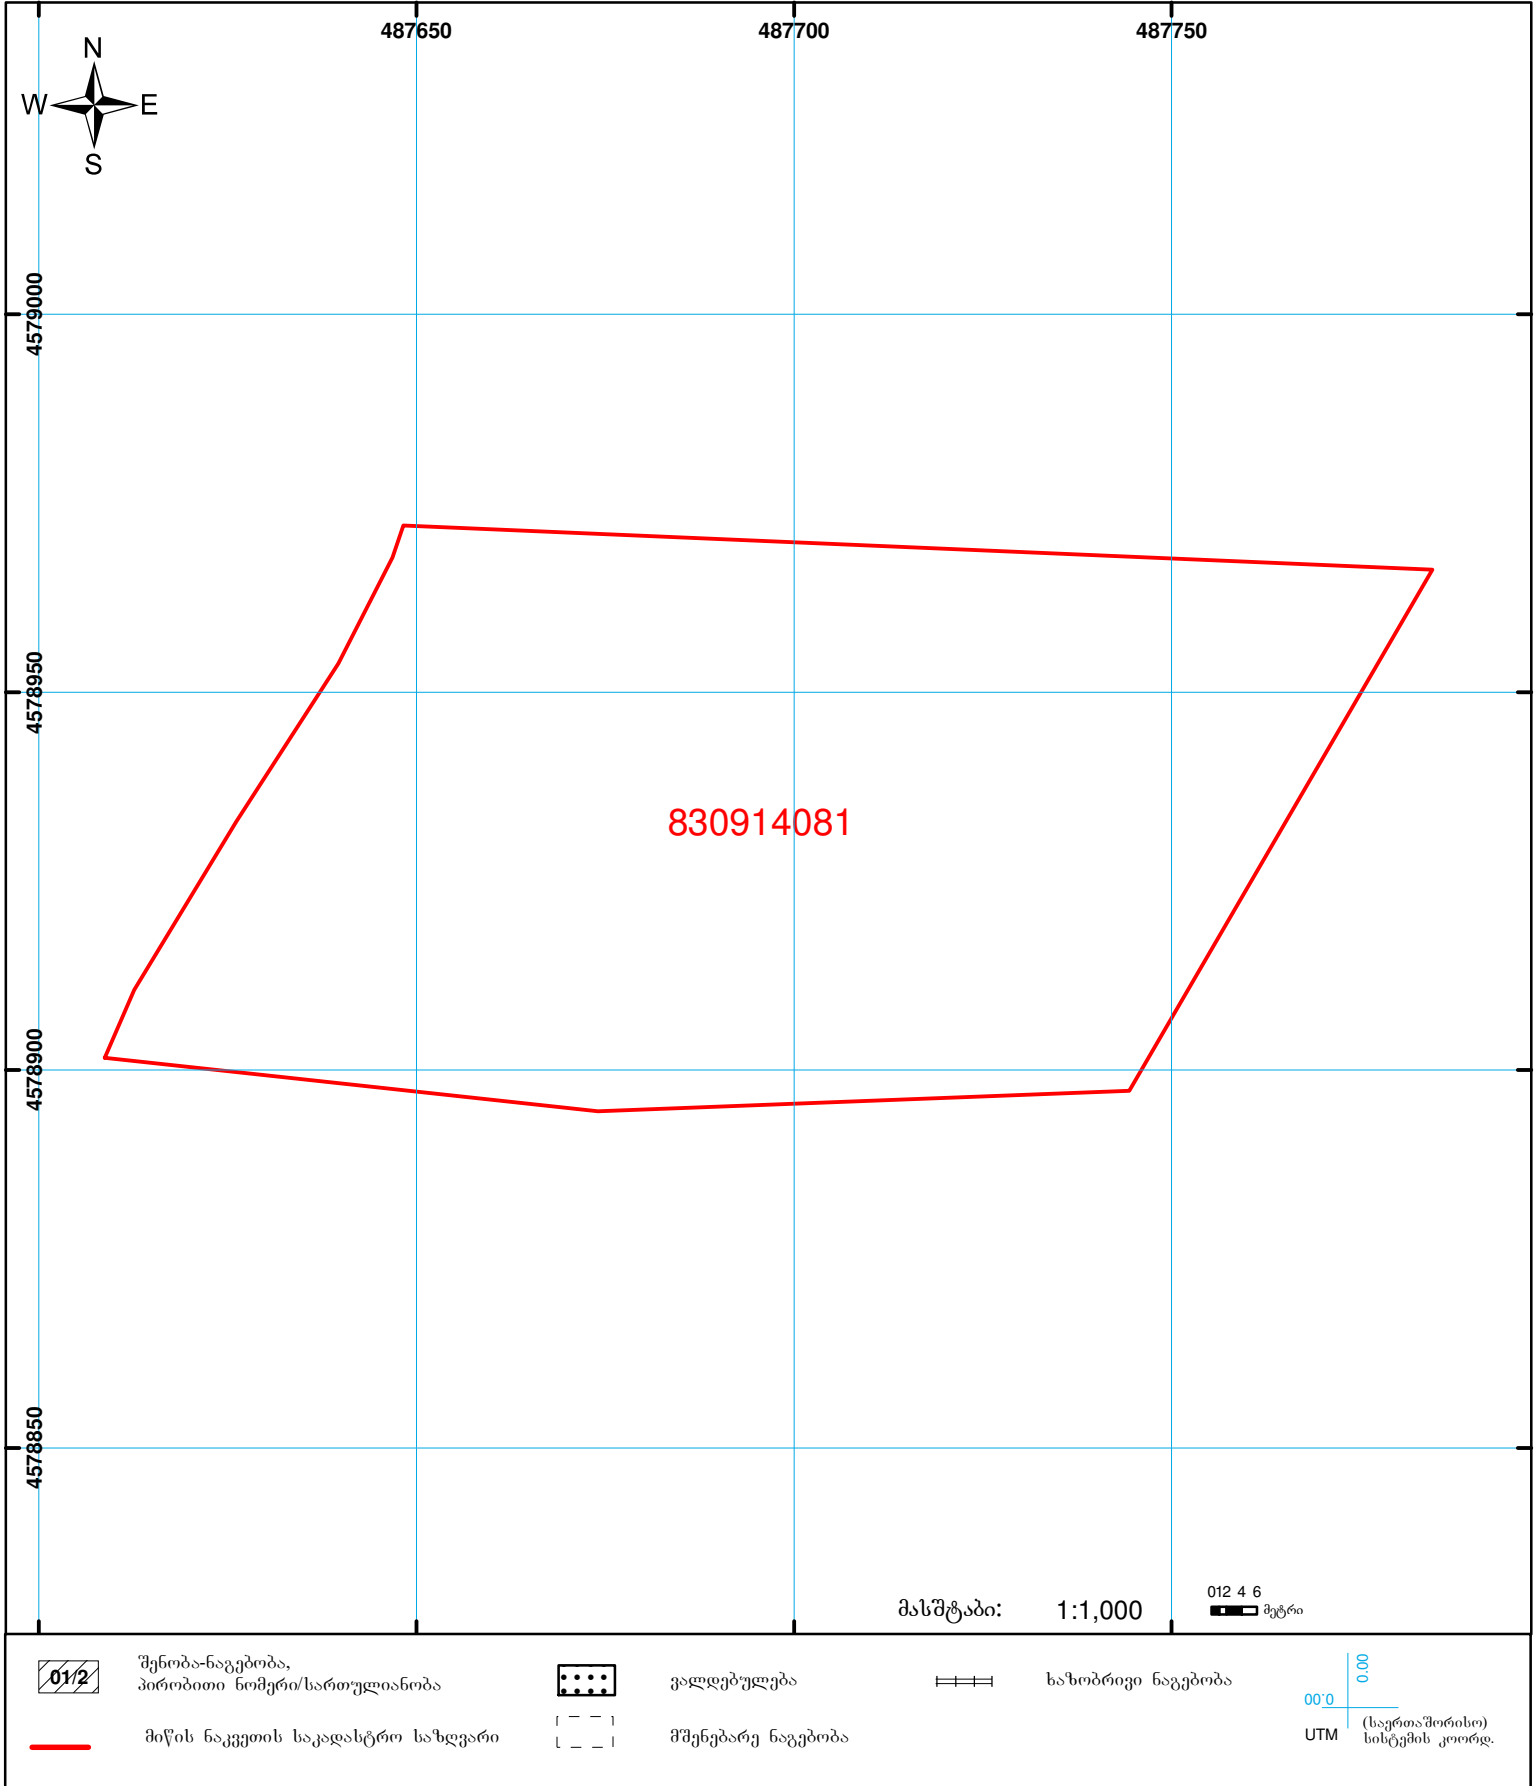 487650
487700
487750
N
W E
S
4579000
4578950
830914081
4578900
4578850
მასშტაბი: 1:1,000
012 4 6
მეტრი
01/2
შენობა-ნაგებობა,
პირობითი ნომერი/სართულიანობა
ვალდებულება
ხაზობრივი ნაგებობა
მიწის ნაკვეთის საკადასტრო საზღვარი
მშენებარე ნაგებობა
0.00
00.0
UTM
(საერთაშორისო)
სისტემის კოორდ.